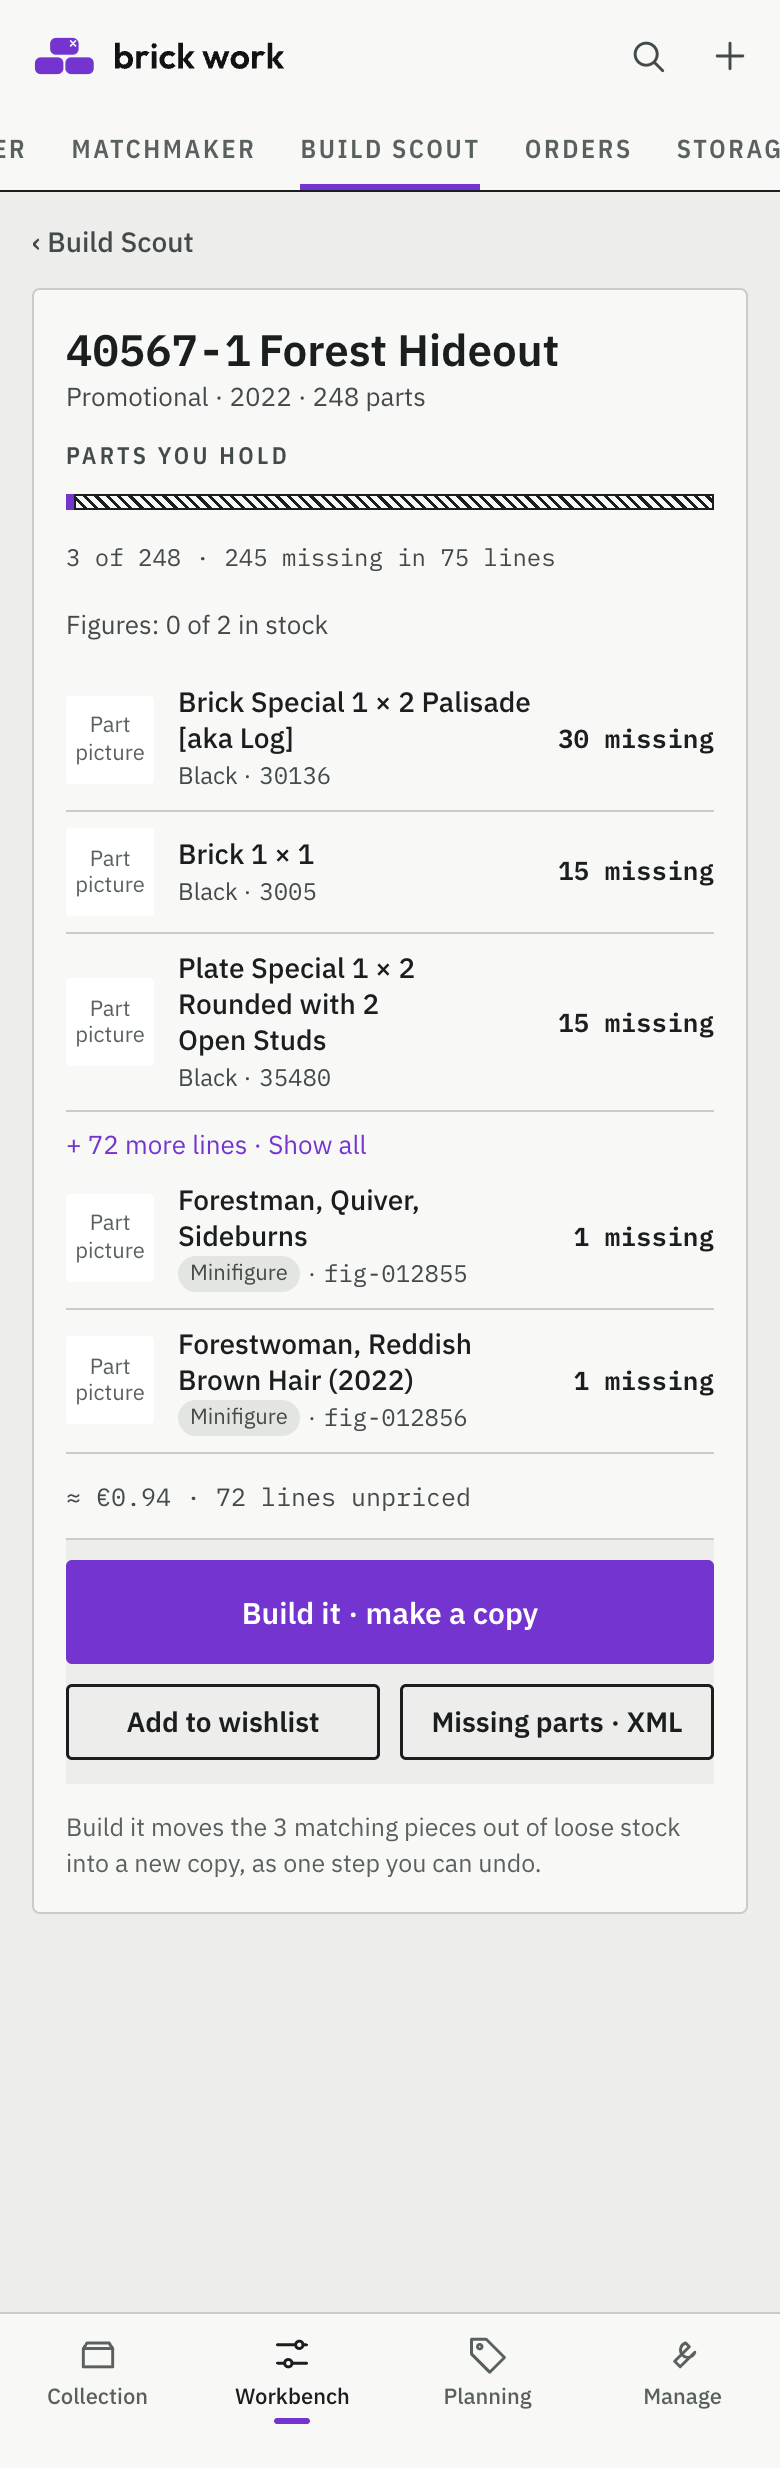 brick work
ER MATCHMAKER BUILD SCOUT ORDERS STORAG
‹ Build Scout
40567-1 Forest Hideout
Promotional · 2022 · 248 parts
PARTS YOU HOLD
3 of 248 · 245 missing in 75 lines
Figures: 0 of 2 in stock
Part
picture
Brick Special 1 × 2 Palisade
[aka Log]
Black · 30136
30 missing
Part
picture
Brick 1 × 1
Black · 3005
15 missing
Part
picture
Plate Special 1 × 2
Rounded with 2
Open Studs
Black · 35480
15 missing
+ 72 more lines · Show all
Part
picture
Forestman, Quiver,
Sideburns
Minifigure · fig-012855
1 missing
Part
picture
Forestwoman, Reddish
Brown Hair (2022)
Minifigure · fig-012856
1 missing
≈ €0.94 · 72 lines unpriced
Build it · make a copy
Add to wishlist
Missing parts · XML
Build it moves the 3 matching pieces out of loose stock
into a new copy, as one step you can undo.
Collection Workbench Planning Manage